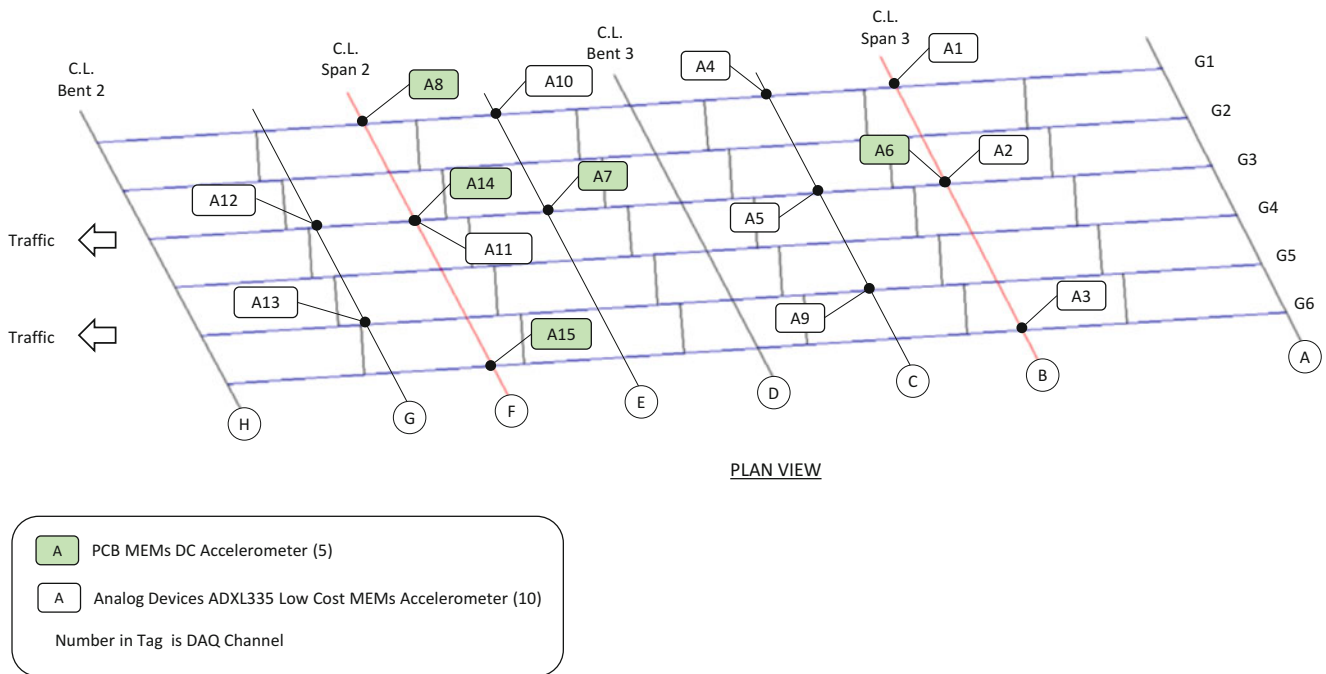 C.L.
Bent 2
C.L.
Span 2
C.L.
Bent 3
C.L.
Span 3
A8
A10
A4
A1
G1
G2
G3
G4
G5
G6
A6
A2
A14
A7
A12
A5
A11
Traffic
A13
A9
A3
Traffic
A15
A
B
C
D
E
F
G
H
PLAN VIEW
A PCB MEMs DC Accelerometer (5)
A Analog Devices ADXL335 Low Cost MEMs Accelerometer (10)
Number in Tag is DAQ Channel